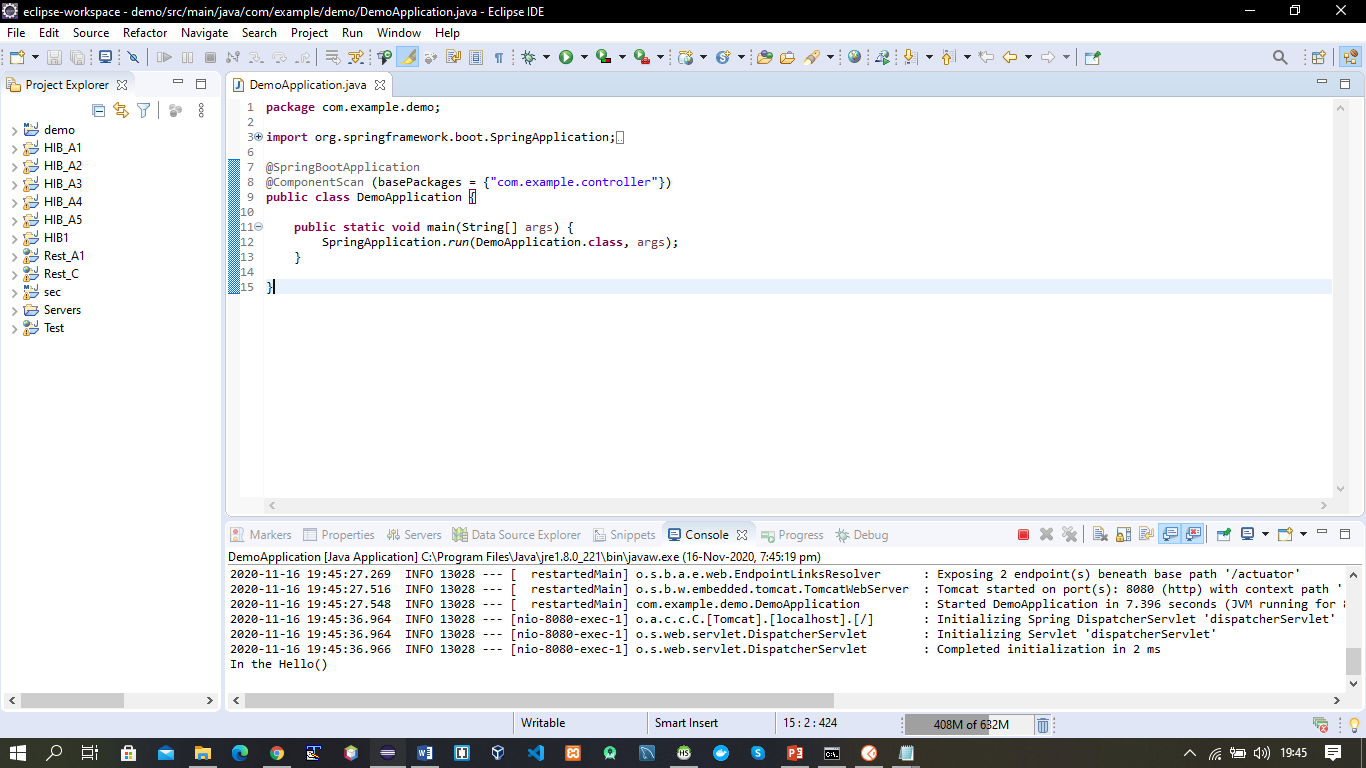 eclipse-workspace - demo/src/main/java/com/example/demo/DemoApplication.java - Eclipse IDE
File Edit Source Refactor Navigate Search Project Run Window Help
Project Explorer
demo
HIB_A1
HIB_A2
HIB_A3
HIB_A4
HIB_A5
HIB1
Rest_A1
Rest_C
sec
Servers
Test
DemoApplication.java
1 package com.example.demo;
2
3 import org.springframework.boot.SpringApplication;
6
7 @SpringBootApplication
8 @ComponentScan (basePackages = {"com.example.controller"})
9 public class DemoApplication {
10
11 public static void main(String[] args) {
12 SpringApplication.run(DemoApplication.class, args);
13 }
14
15 }
Markers Properties Servers Data Source Explorer Snippets Console Progress Debug
DemoApplication [Java Application] C:\Program Files\Java\jre1.8.0_221\bin\javaw.exe (16-Nov-2020, 7:45:19 pm)
2020-11-16 19:45:27.269 INFO 13028 --- [ restartedMain] o.s.b.a.e.web.EndpointLinksResolver : Exposing 2 endpoint(s) beneath base path '/actuator'
2020-11-16 19:45:27.516 INFO 13028 --- [ restartedMain] o.s.b.w.embedded.tomcat.TomcatWebServer : Tomcat started on port(s): 8080 (http) with context path '
2020-11-16 19:45:27.548 INFO 13028 --- [ restartedMain] com.example.demo.DemoApplication : Started DemoApplication in 7.396 seconds (JVM running for
2020-11-16 19:45:36.964 INFO 13028 --- [nio-8080-exec-1] o.a.c.c.C.[Tomcat].[localhost].[/] : Initializing Spring DispatcherServlet 'dispatcherServlet'
2020-11-16 19:45:36.964 INFO 13028 --- [nio-8080-exec-1] o.s.web.servlet.DispatcherServlet : Initializing Servlet 'dispatcherServlet'
2020-11-16 19:45:36.966 INFO 13028 --- [nio-8080-exec-1] o.s.web.servlet.DispatcherServlet : Completed initialization in 2 ms
In the Hello()
Writable Smart Insert 15 : 2 : 424 408M of 632M
19:45